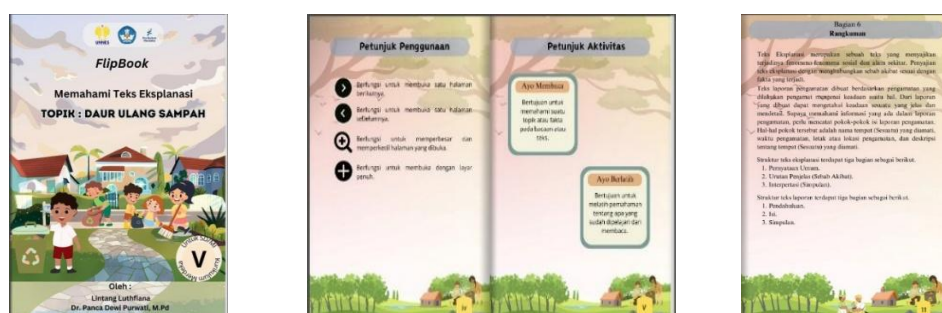 UNNES
FlipBook
Memahami Teks Eksplanasi
TOPIK : DAUR ULANG SAMPAH
Untuk SD/MI
V
Kurikulum Merdeka
Oleh :
Lintang Luthfiana
Dr. Panca Dewi Purwati, M.Pd
Petunjuk Penggunaan
Berfungsi untuk membuka satu halaman
berikutnya.
Berfungsi untuk membuka satu halaman
sebelumnya.
Berfungsi untuk memperbesar dan
memperkecil halaman yang dibuka.
Berfungsi untuk membuka dengan layar
penuh.
iv
Petunjuk Aktivitas
Ayo Membaca
Bertujuan untuk
memahami suatu
topik atau fakta
pada bacaan atau
teks.
Ayo Berlatih
Bertujuan untuk
melatih pemahaman
tentang apa yang
sudah dipelajari dari
membaca.
V
Bagian 6
Rangkuman
Teks Eksplanasi merupakan sebuah teks yang menyajikan
terjadinya fenomena-fenomena sosial dan alam sekitar. Penyajian
teks eksplanasi dengan menghubungkan sebab akibat sesuai dengan
fakta yang terjadi.
Teks laporan pengamatan dibuat berdasarkan pengamatan yang
dilakukan pengamat mengenai keadaan suatu hal. Dari laporan
yang dibuat dapat mengetahui keadaan sesuatu yang jelas dan
mendetail. Supaya memahami informasi yang ada dalam laporan
pengamatan, perlu mencatat pokok-pokok isi laporan pengamatan.
Hal-hal pokok tersebut adalah nama tempat (Sesuatu) yang diamati,
waktu pengamatan, letak atau lokasi pengamatan, dan deskripsi
tentang tempat (Sesuatu) yang diamati.
Struktur teks eksplanasi terdapat tiga bagian sebagai berikut.
1. Pernyataan Umum.
2. Urutan Penjelas (Sebab Akibat).
3. Interpretasi (Simpulan).
Struktur teks laporan terdapat tiga bagian sebagai berikut.
1. Pendahuluan.
2. Isi.
3. Simpulan.